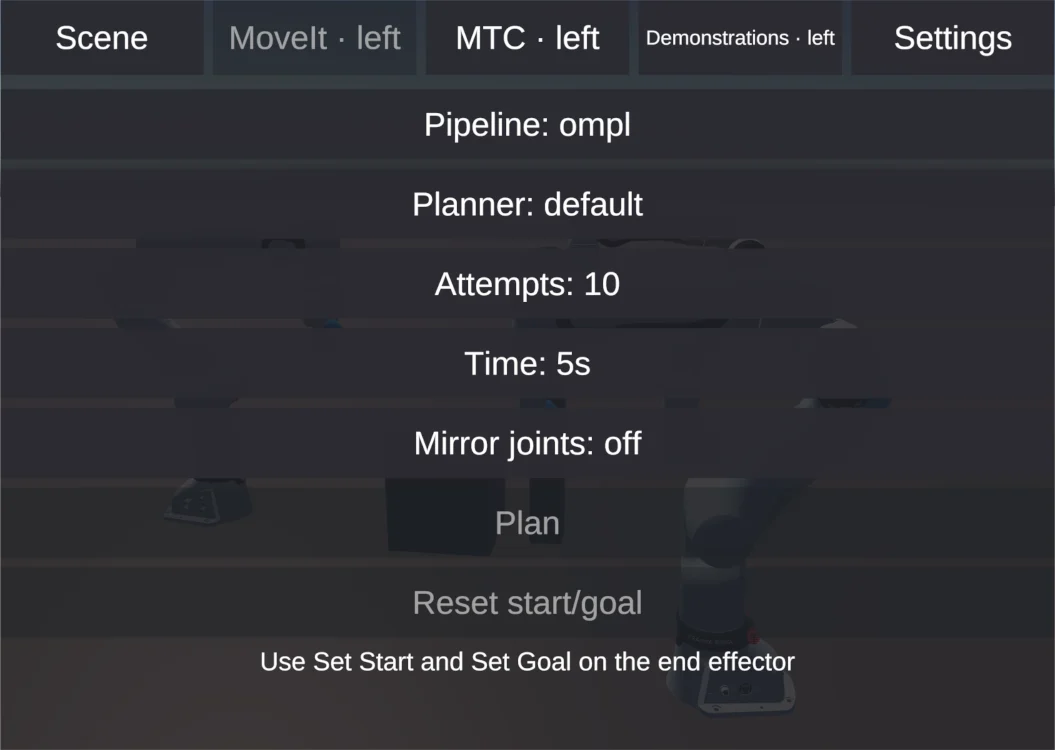 Scene
MoveIt · left
MTC · left
Demonstrations · left
Settings
Pipeline: ompl
Planner: default
Attempts: 10
Time: 5s
Mirror joints: off
Plan
Reset start/goal
Use Set Start and Set Goal on the end effector